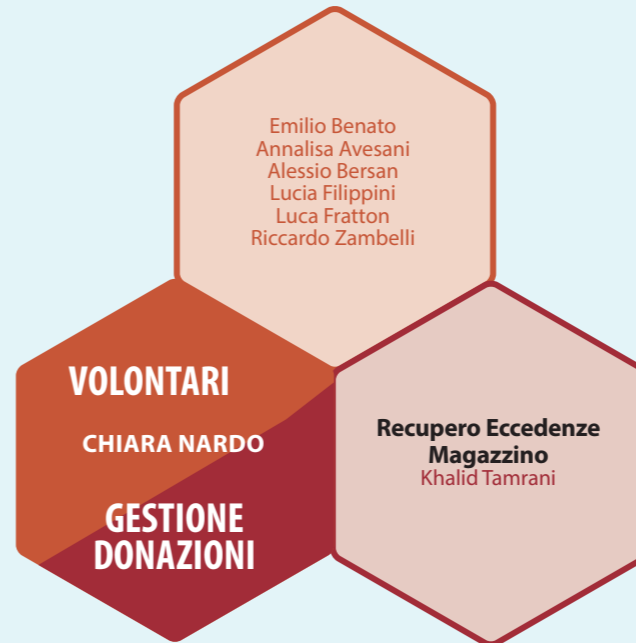 Emilio Benato
Annalisa Avesani
Alessio Bersan
Lucia Filippini
Luca Fratton
Riccardo Zambelli
VOLONTARI
CHIARA NARDO
GESTIONE
DONAZIONI
Recupero Eccedenze
Magazzino
Khalid Tamrani